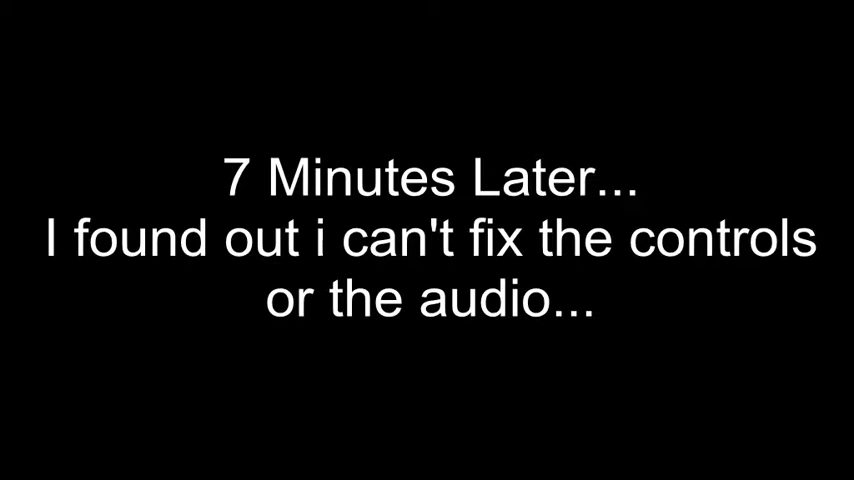 7 Minutes Later...
I found out i can't fix the controls
or the audio...